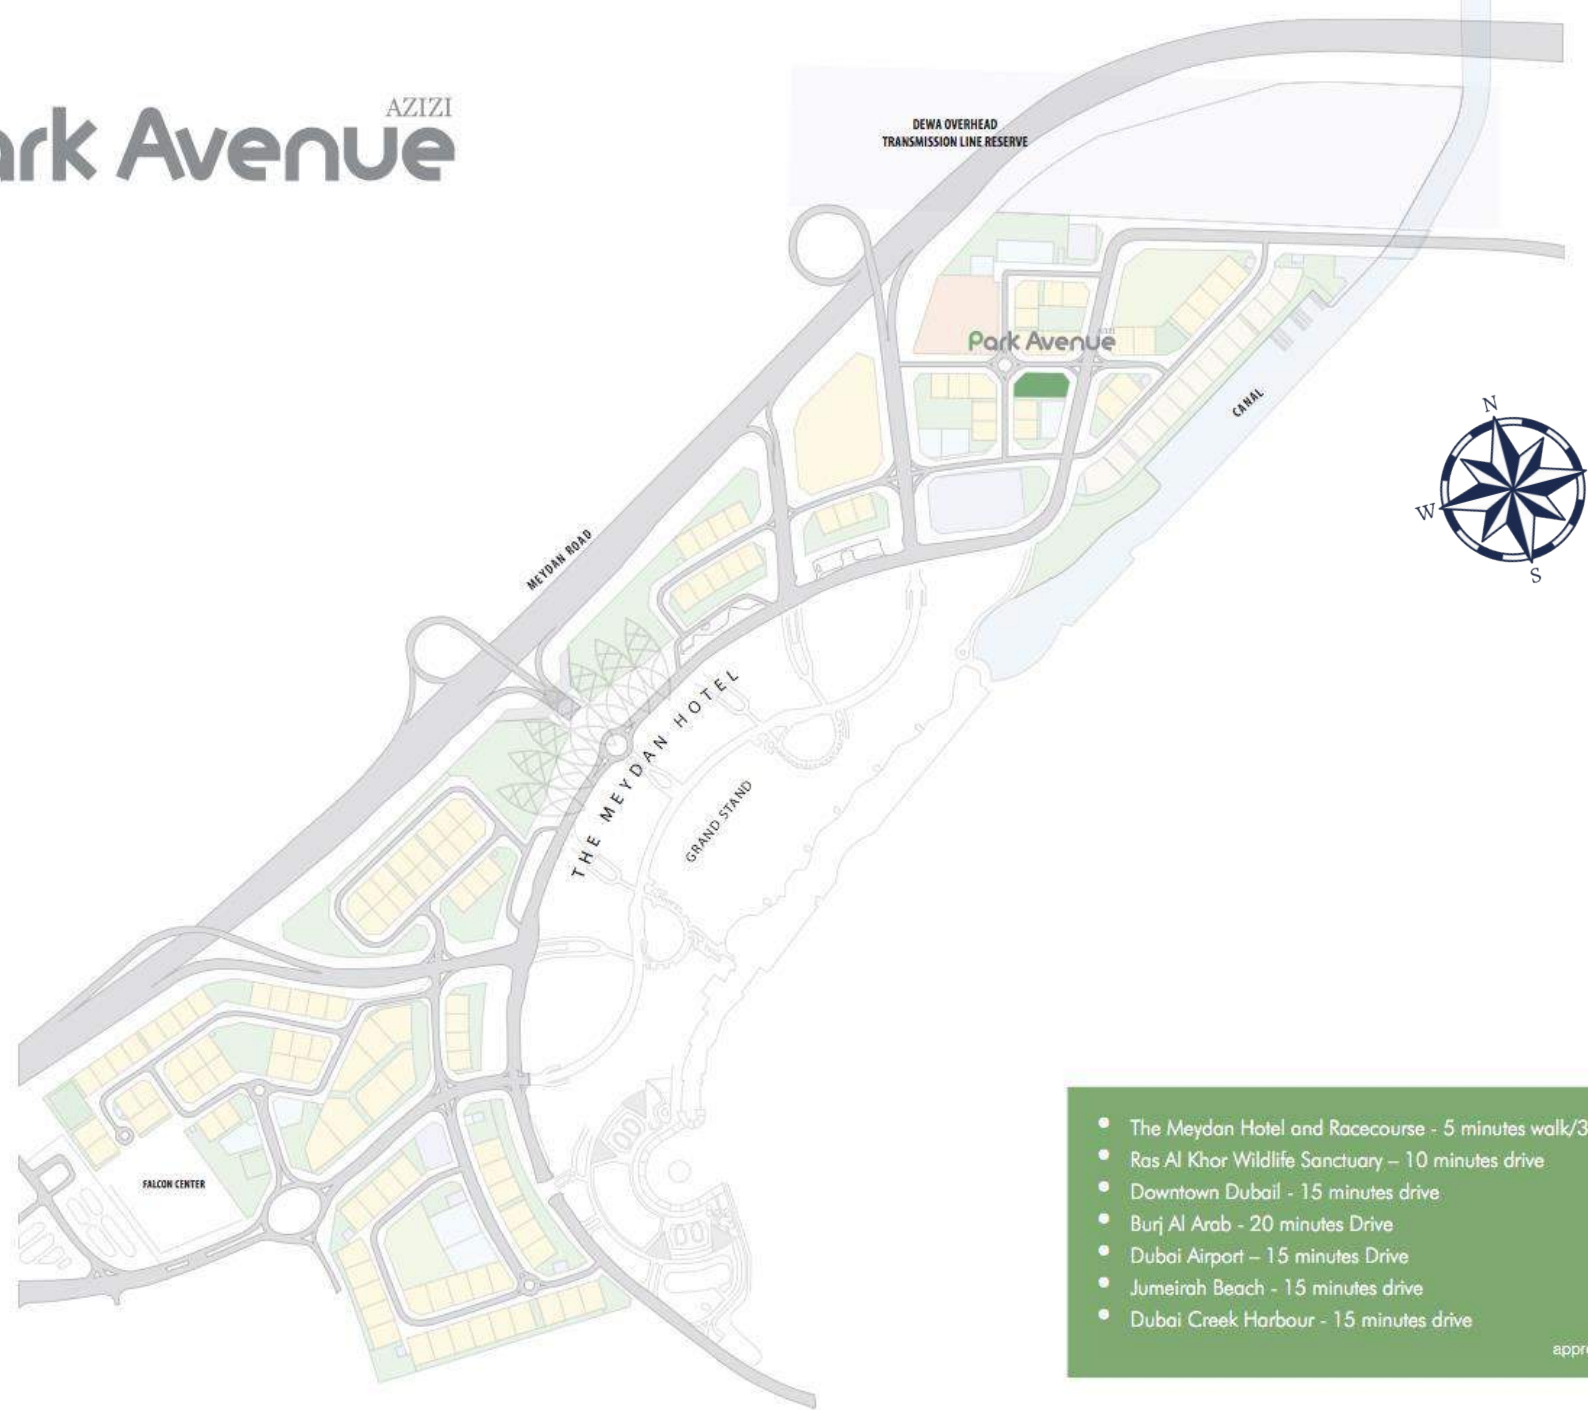 AZIZI
ark Avenue
DEWA OVERHEAD
TRANSMISSION LINE RESERVE
Park Avenue
CANAL
N
W
S
MEYDAN ROAD
THE MEYDAN HOTEL
GRAND STAND
FALCON CENTER
The Meydan Hotel and Racecourse - 5 minutes walk/3
Ras Al Khor Wildlife Sanctuary – 10 minutes drive
Downtown Dubail - 15 minutes drive
Burj Al Arab - 20 minutes Drive
Dubai Airport – 15 minutes Drive
Jumeirah Beach - 15 minutes drive
Dubai Creek Harbour - 15 minutes drive
appr